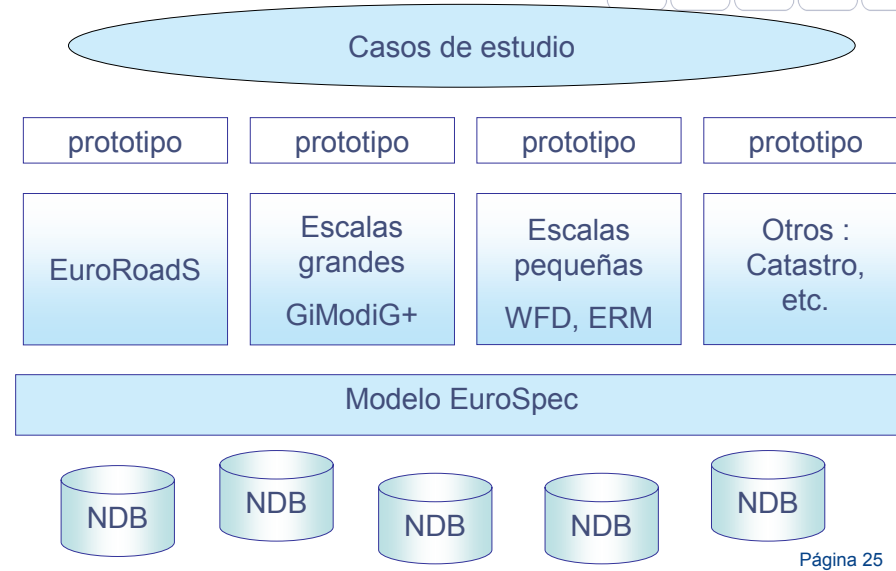 Casos de estudio
prototipo
prototipo
prototipo
prototipo
EuroRoadS
Escalas
grandes
GiModiG+
Escalas
pequeñas
WFD, ERM
Otros :
Catastro,
etc.
Modelo EuroSpec
NDB
NDB
NDB
NDB
NDB
Página 25